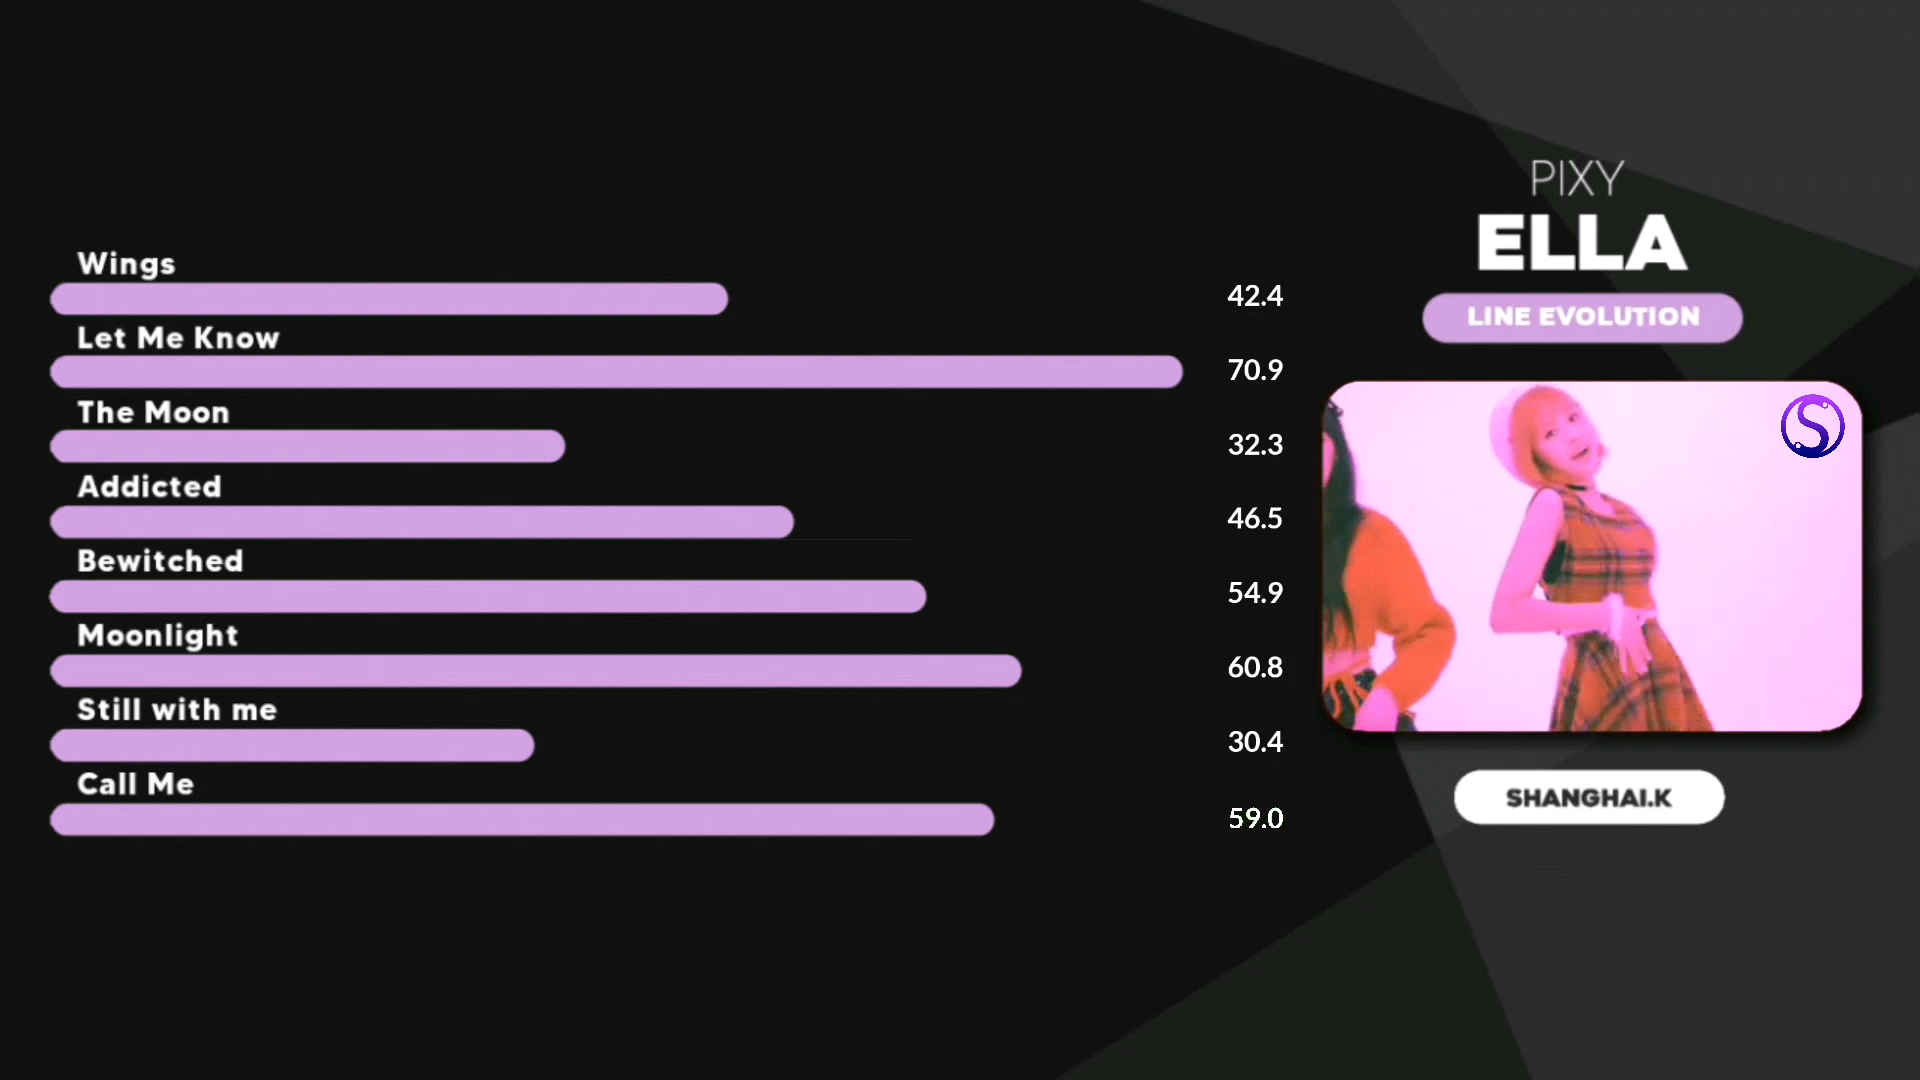 Wings
42.4
Let Me Know
70.9
The Moon
32.3
Addicted
46.5
Bewitched
54.9
Moonlight
60.8
Still with me
30.4
Call Me
59.0
PIXY
ELLA
LINE EVOLUTION
S
SHANGHAI.K